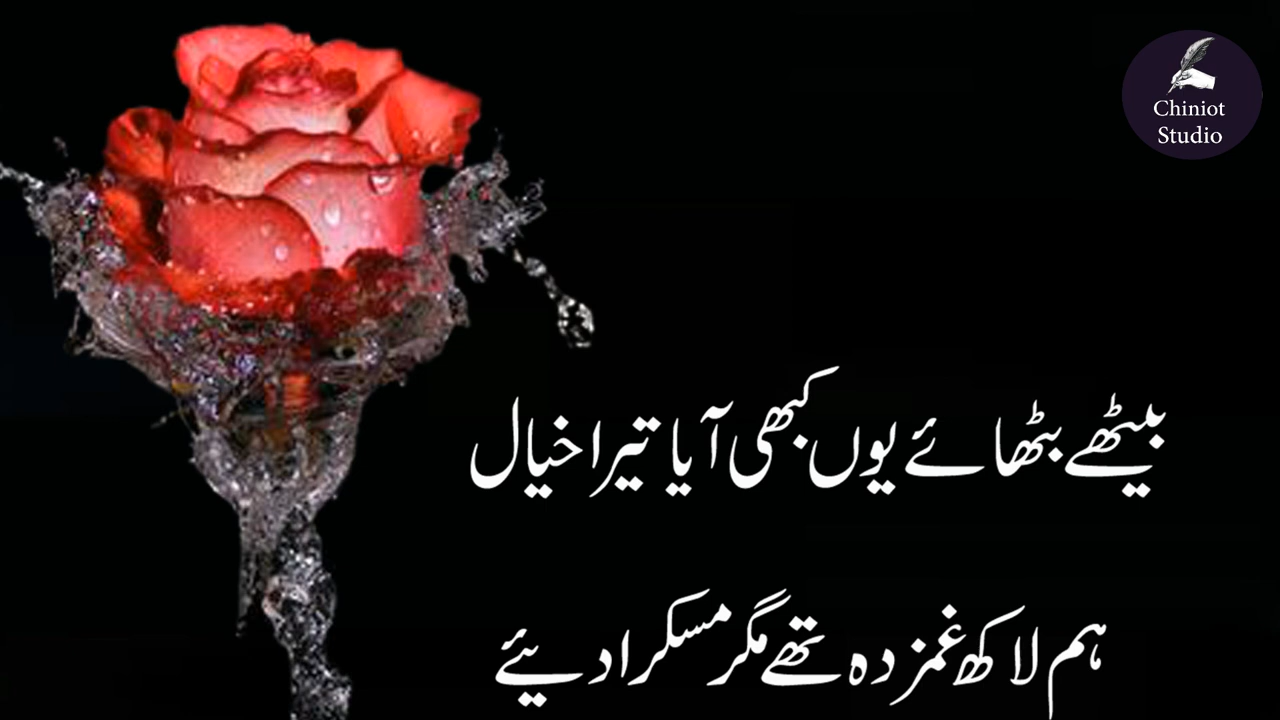 Chiniot
Studio
بیٹھے بٹھائے یوں کبھی آیا تیرا خیال
ہم لاکھ غمزدہ تھے مگر مسکرا دیئے